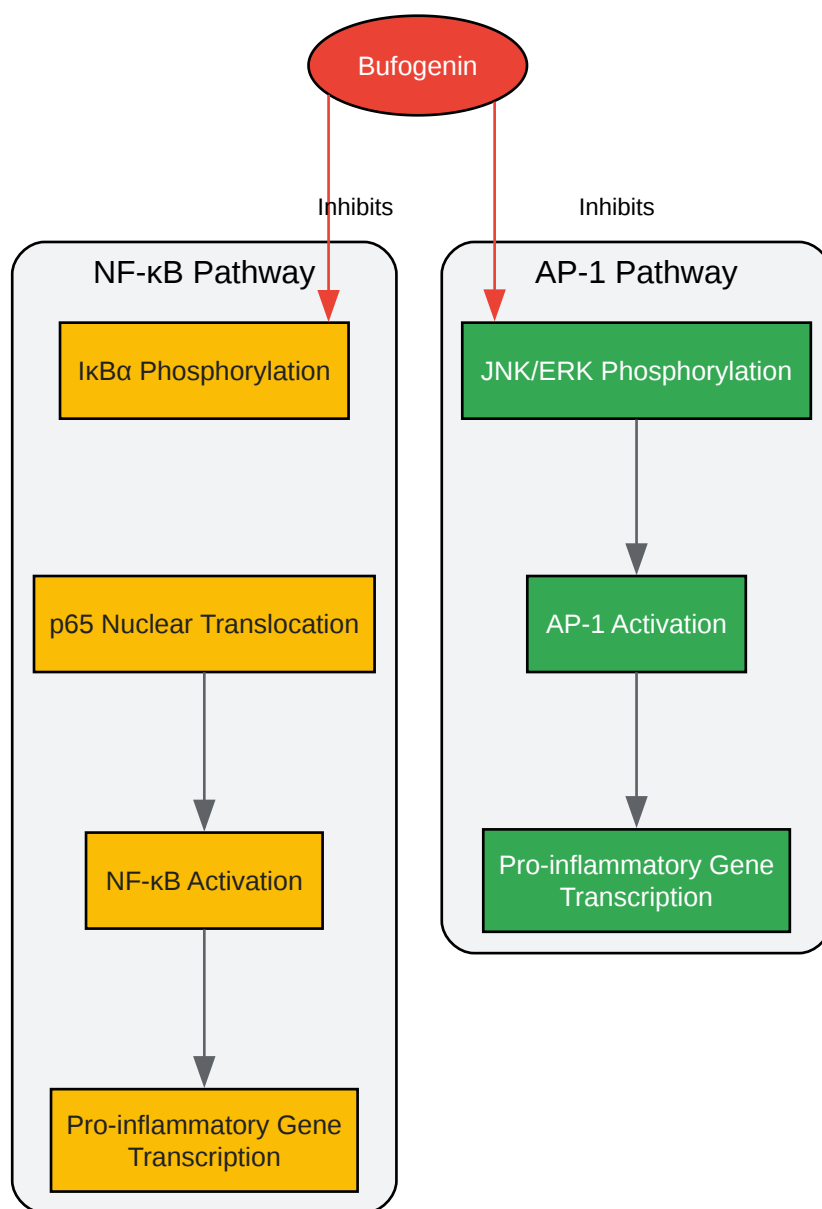 Bufogenin
Inhibits
Inhibits
NF-κB Pathway
IκBα Phosphorylation
p65 Nuclear Translocation
NF-κB Activation
Pro-inflammatory Gene
Transcription
AP-1 Pathway
JNK/ERK Phosphorylation
AP-1 Activation
Pro-inflammatory Gene
Transcription